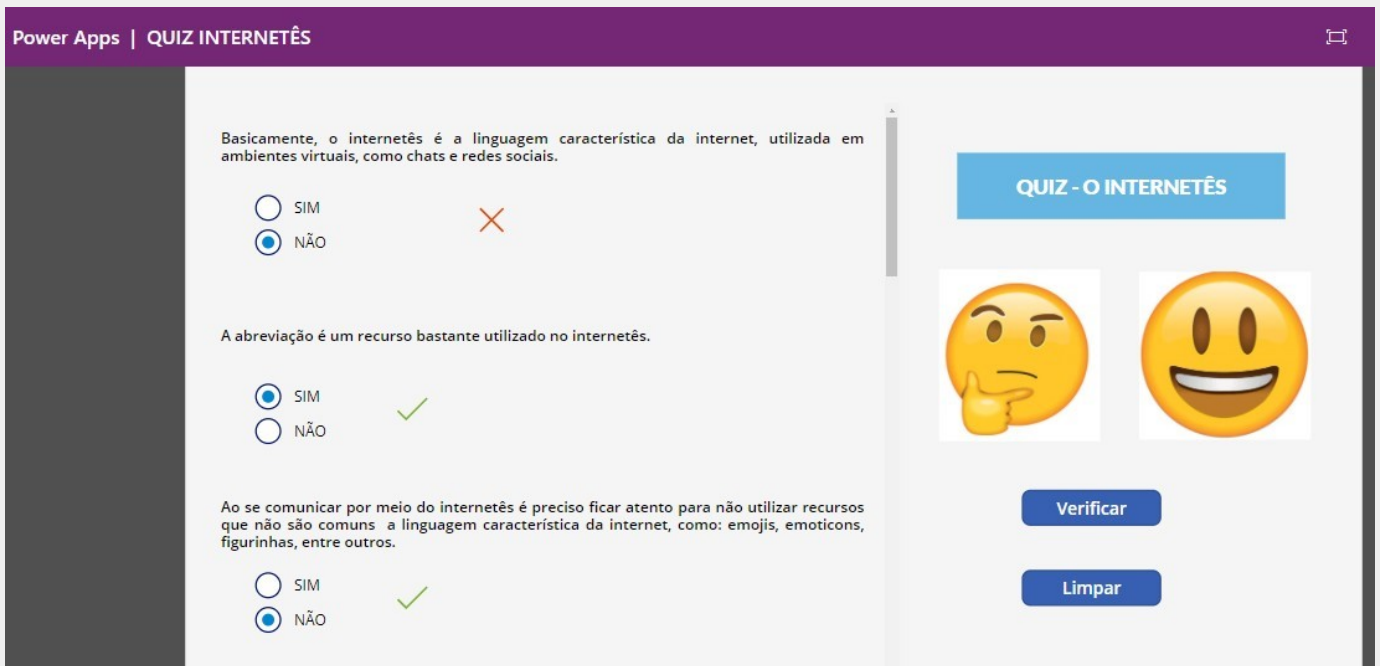 Power Apps | QUIZ INTERNETÊS
Basicamente, o internetês é a linguagem característica da internet, utilizada em
ambientes virtuais, como chats e redes sociais.
SIM
NÃO
A abreviação é um recurso bastante utilizado no internetês.
SIM
NÃO
Ao se comunicar por meio do internetês é preciso ficar atento para não utilizar recursos
que não são comuns a linguagem característica da internet, como: emojis, emoticons,
figurinhas, entre outros.
SIM
NÃO
QUIZ - O INTERNETÊS
Verificar
Limpar